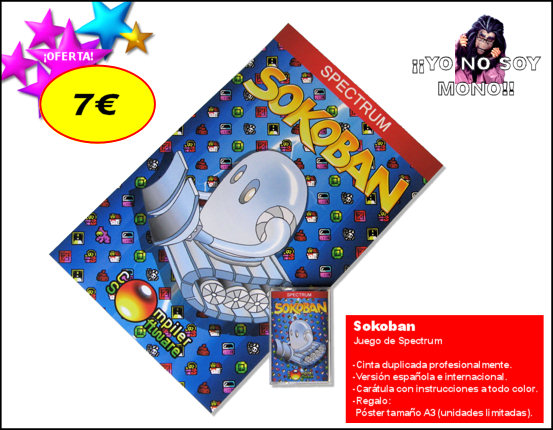 ¡OFERTA!
7€
¡¡YO NO SOY
MONO!!
SPECTRUM
SOKOBAN
Compiler
Software
SPECTRUM
SOKOBAN
Sokoban
Juego de Spectrum
-Cinta duplicada profesionalmente.
-Versión española e internacional.
-Carátula con instrucciones a todo color.
-Regalo:
Póster tamaño A3 (unidades limitadas).